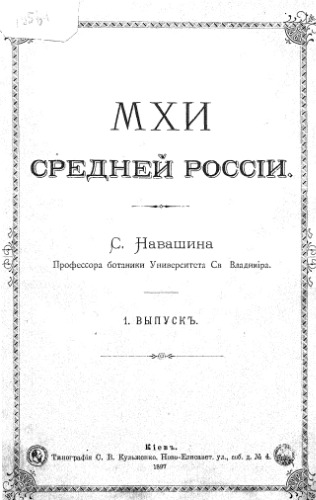 МХИ
СРЕДНЕЙ РОССІИ.
С. Навашина
Профессора ботаники Университета Св Владиміра.
1. ВЫПУСКЪ.
Кіевъ.
Типографія С. В. Кульженко, Ново-Елисавет. ул., соб. д. № 4.
1897